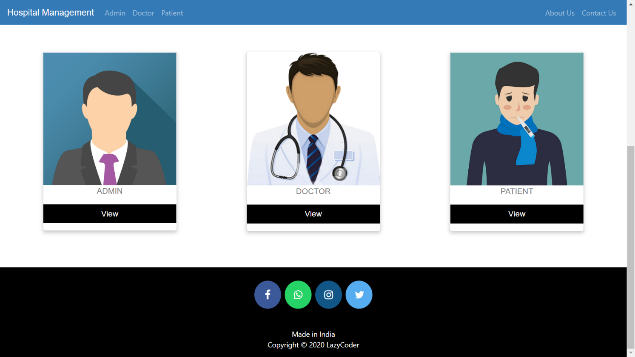 Hospital Management Admin Doctor Patient About Us Contact Us
ADMIN DOCTOR PATIENT
View View View
Made in India
Copyright © 2020 LazyCoder